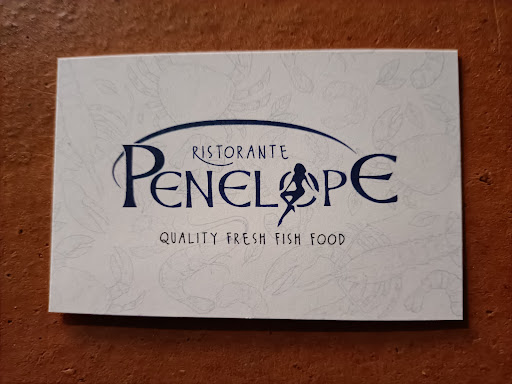 RISTORANTE
PENELOPE
QUALITY FRESH FISH FOOD